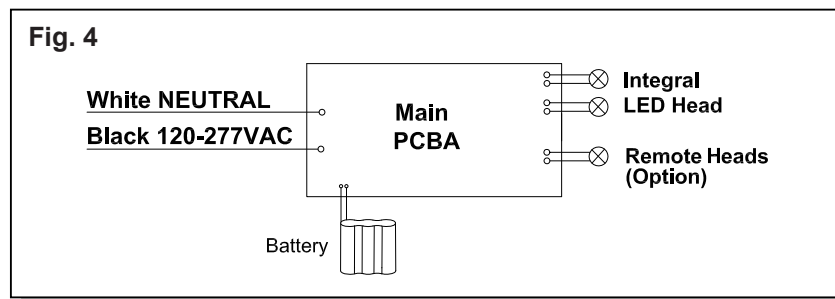 Fig. 4
White NEUTRAL
Black 120-277VAC
Main
PCBA
Integral
LED Head
Remote Heads
(Option)
Battery